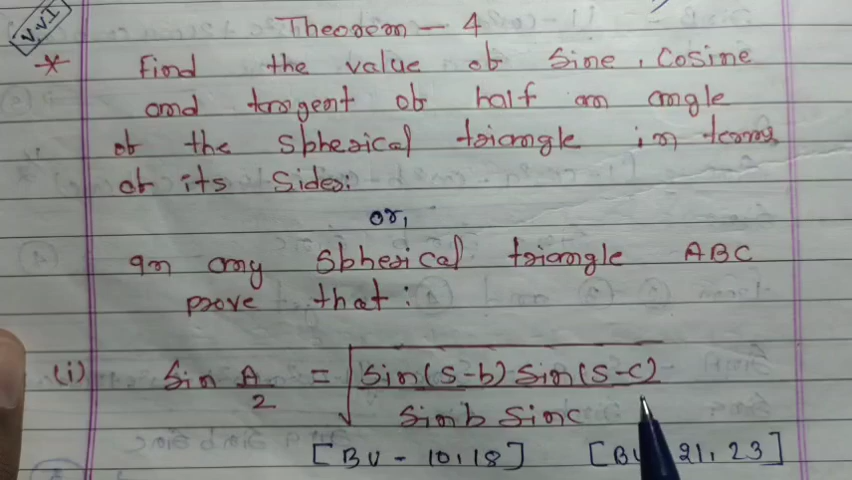 V.V.I
Theorem - 4
* Find the value of Sine, Cosine
and tangent of half an angle
of the Spherical triangle in terms
of its Sides:
or,
In any Spherical triangle ABC
prove that:
(i) Sin A/2 = √(Sin(S-b) Sin(S-c) / Sinb Sinc)
[BU - 10,18] [BU 21, 23]